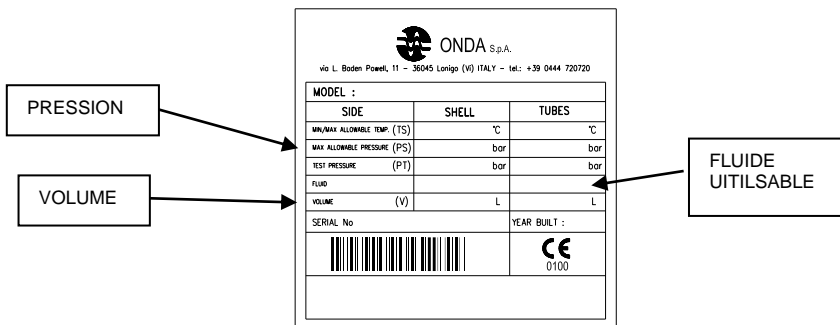 ONDA S.p.A.
via L. Baden Powell, 11 - 36045 Lonigo (Vi) ITALY - tel.: +39 0444 720720
MODEL :
SIDE SHELL TUBES
MIN/MAX ALLOWABLE TEMP. (TS) °C °C
MAX ALLOWABLE PRESSURE (PS) bar bar
TEST PRESSURE (PT) bar bar
FLUID
VOLUME (V) L L
SERIAL No YEAR BUILT :
CE
0100
PRESSION
VOLUME
FLUIDE
UITILSABLE